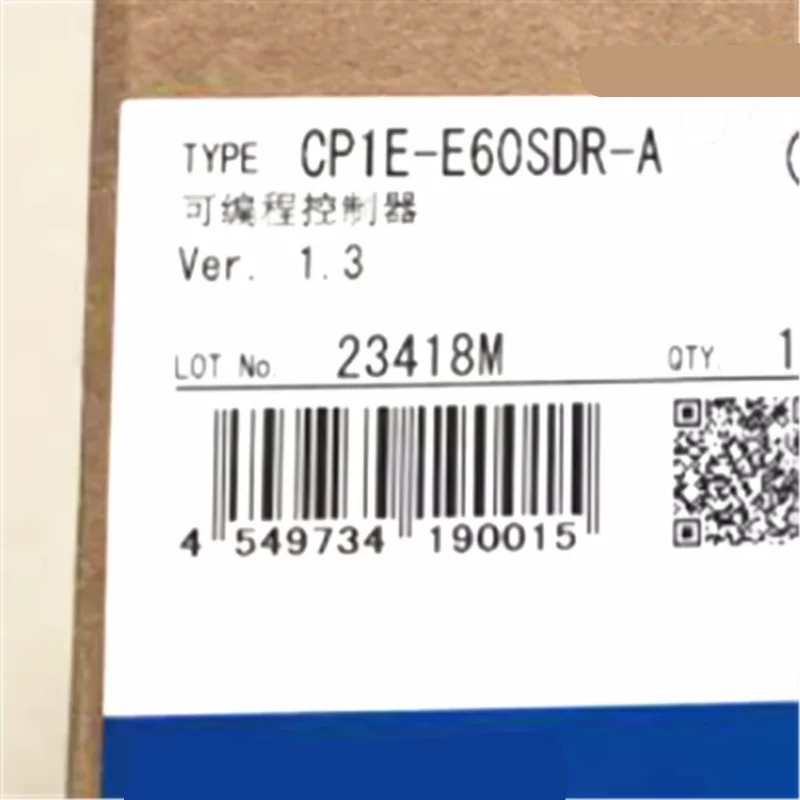 TYPE CP1E-E60SDR-A
可编程控制器
Ver. 1.3
LOT No. 23418M QTY. 1
4 549734 190015